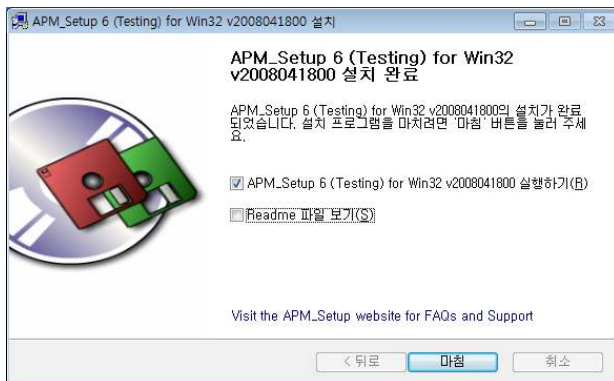 APM_Setup 6 (Testing) for Win32 v2008041800 설치
APM_Setup 6 (Testing) for Win32
v2008041800 설치 완료
APM_Setup 6 (Testing) for Win32 v2008041800의 설치가 완료
되었습니다. 설치 프로그램을 마치려면 '마침' 버튼을 눌러 주세
요.
APM_Setup 6 (Testing) for Win32 v2008041800 실행하기(R)
Readme 파일 보기(S)
Visit the APM_Setup website for FAQs and Support
< 뒤로
마침
취소